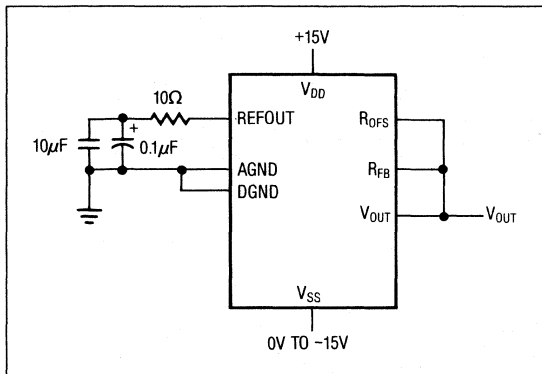 +15V
V_DD
10Ω
REFOUT
R_OFS
+
10μF
0.1μF
AGND
R_FB
DGND
V_OUT
V_OUT
V_SS
0V TO -15V